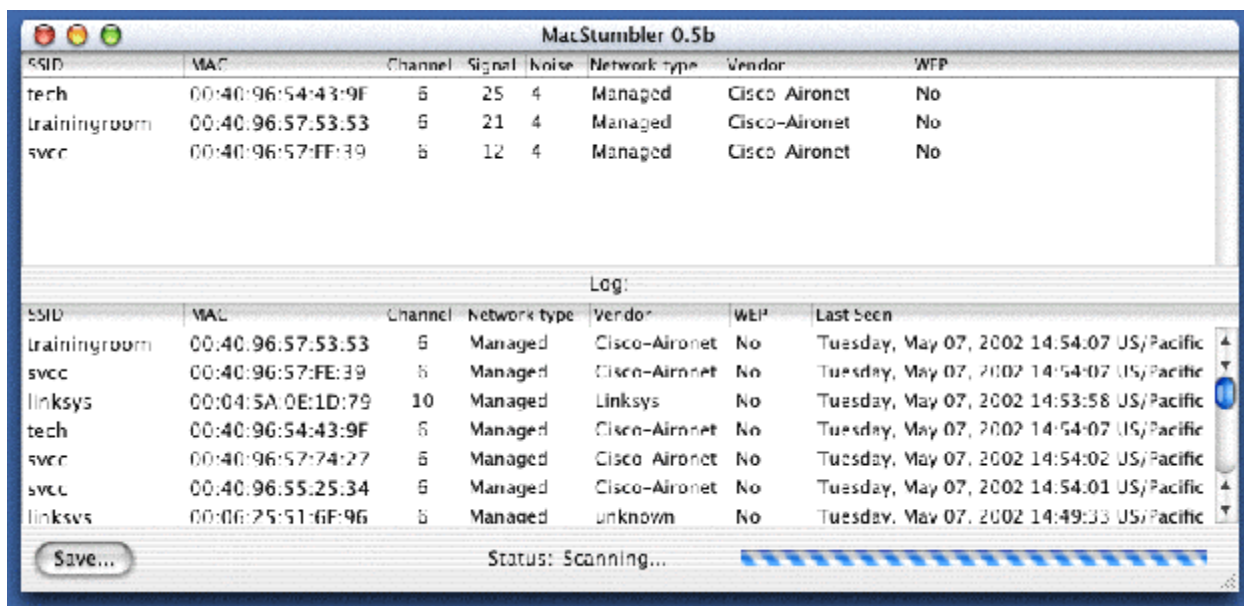 MacStumbler 0.5b
SSID MAC Channel Signal Noise Network type Vendor WEP
tech 00:40:96:54:43:9F 6 25 4 Managed Cisco-Aironet No
trainingroom 00:40:96:57:53:53 6 21 4 Managed Cisco-Aironet No
svcc 00:40:96:57:FE:39 6 12 4 Managed Cisco-Aironet No
Log:
SSID MAC Channel Network type Vendor WEP Last Seen
trainingroom 00:40:96:57:53:53 6 Managed Cisco-Aironet No Tuesday, May 07, 2002 14:54:07 US/Pacific
svcc 00:40:96:57:FE:39 6 Managed Cisco-Aironet No Tuesday, May 07, 2002 14:54:07 US/Pacific
linksys 00:04:5A:0E:1D:79 10 Managed Linksys No Tuesday, May 07, 2002 14:53:58 US/Pacific
tech 00:40:96:54:43:9F 6 Managed Cisco-Aironet No Tuesday, May 07, 2002 14:54:07 US/Pacific
svcc 00:40:96:57:74:27 6 Managed Cisco-Aironet No Tuesday, May 07, 2002 14:54:02 US/Pacific
svcc 00:40:96:55:25:34 6 Managed Cisco-Aironet No Tuesday, May 07, 2002 14:54:01 US/Pacific
linksys 00:06:25:51:6F:96 6 Managed unknown No Tuesday, May 07, 2002 14:49:33 US/Pacific
Save... Status: Scanning...